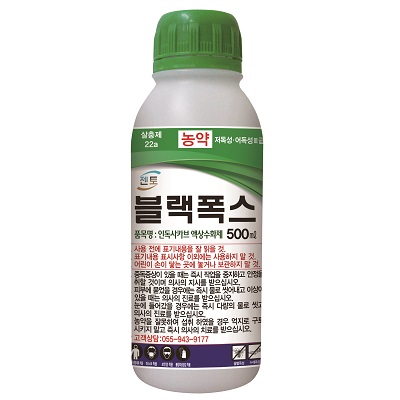 살충제
22a
농약
저독성·어독성
젠토
블랙폭스
품목명 : 인독사카브 액상수화제 500㎖
사용 전에 표기내용을 잘 읽을 것.
표기내용 표시사항 이외에는 사용하지 말 것.
어린이 손이 닿는 곳에 놓거나 보관하지 말 것.
중독증상이 있을 때는 즉시 작업을 중지하고 안정을
취할 것이며 의사의 지시를 받으십시오.
피부에 묻었을 경우에는 즉시 물로 씻어내고 이상이
있을 때는 의사의 진료를 받으십시오.
눈에 들어갔을 경우에는 즉시 다량의 물로 씻고
의사의 진료를 받으십시오.
농약을 잘못하여 섭취 하였을 경우 억지로 구토
시키지 말고 즉시 의사의 치료를 받으십시오.
고객상담:055-943-9177